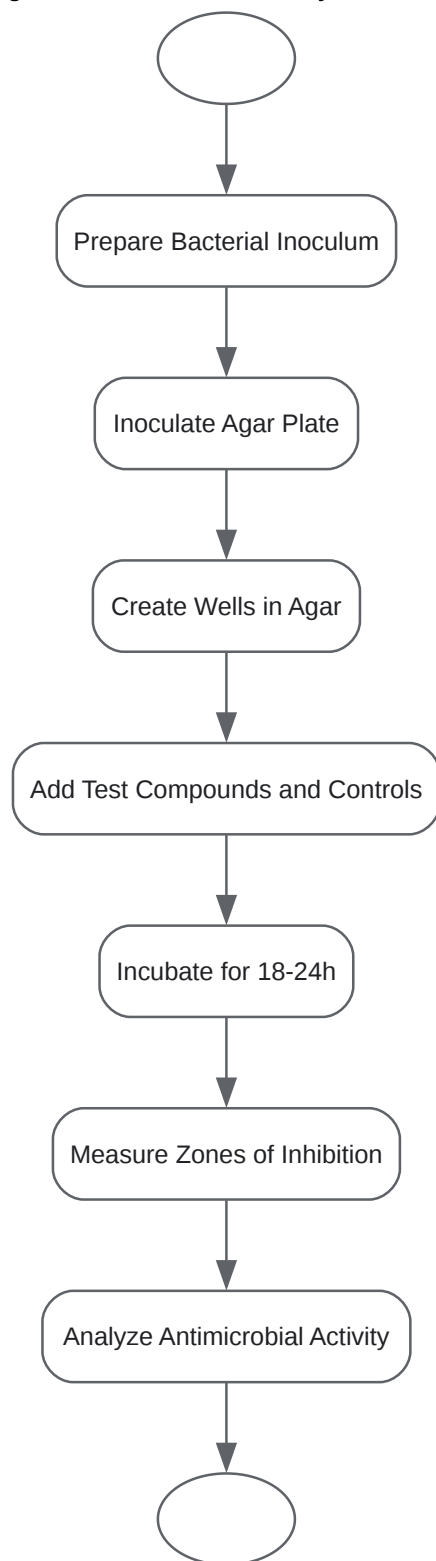 Prepare Bacterial Inoculum
Inoculate Agar Plate
Create Wells in Agar
Add Test Compounds and Controls
Incubate for 18-24h
Measure Zones of Inhibition
Analyze Antimicrobial Activity